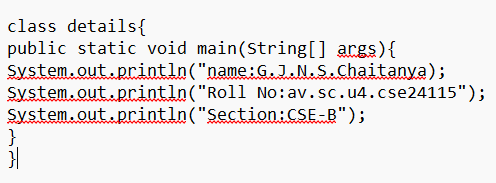 class details{
public static void main(String[] args){
System.out.println("name:G.J.N.S.Chaitanya);
System.out.println("Roll No:av.sc.u4.cse24115");
System.out.println("Section:CSE-B");
}
}